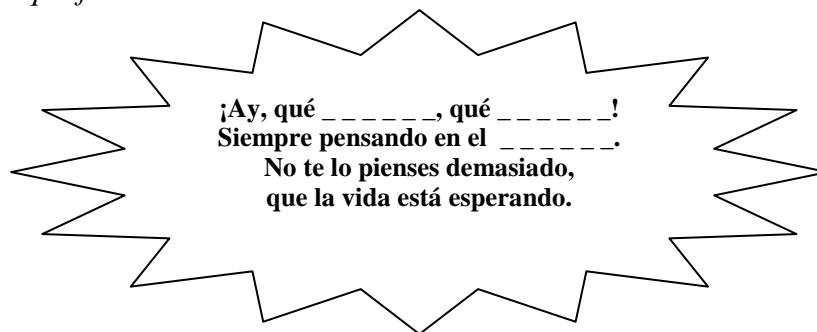 ¡Ay, qué _ _ _ _ _ _, qué _ _ _ _ _ _!
Siempre pensando en el _ _ _ _ _ _.
No te lo pienses demasiado,
que la vida está esperando.